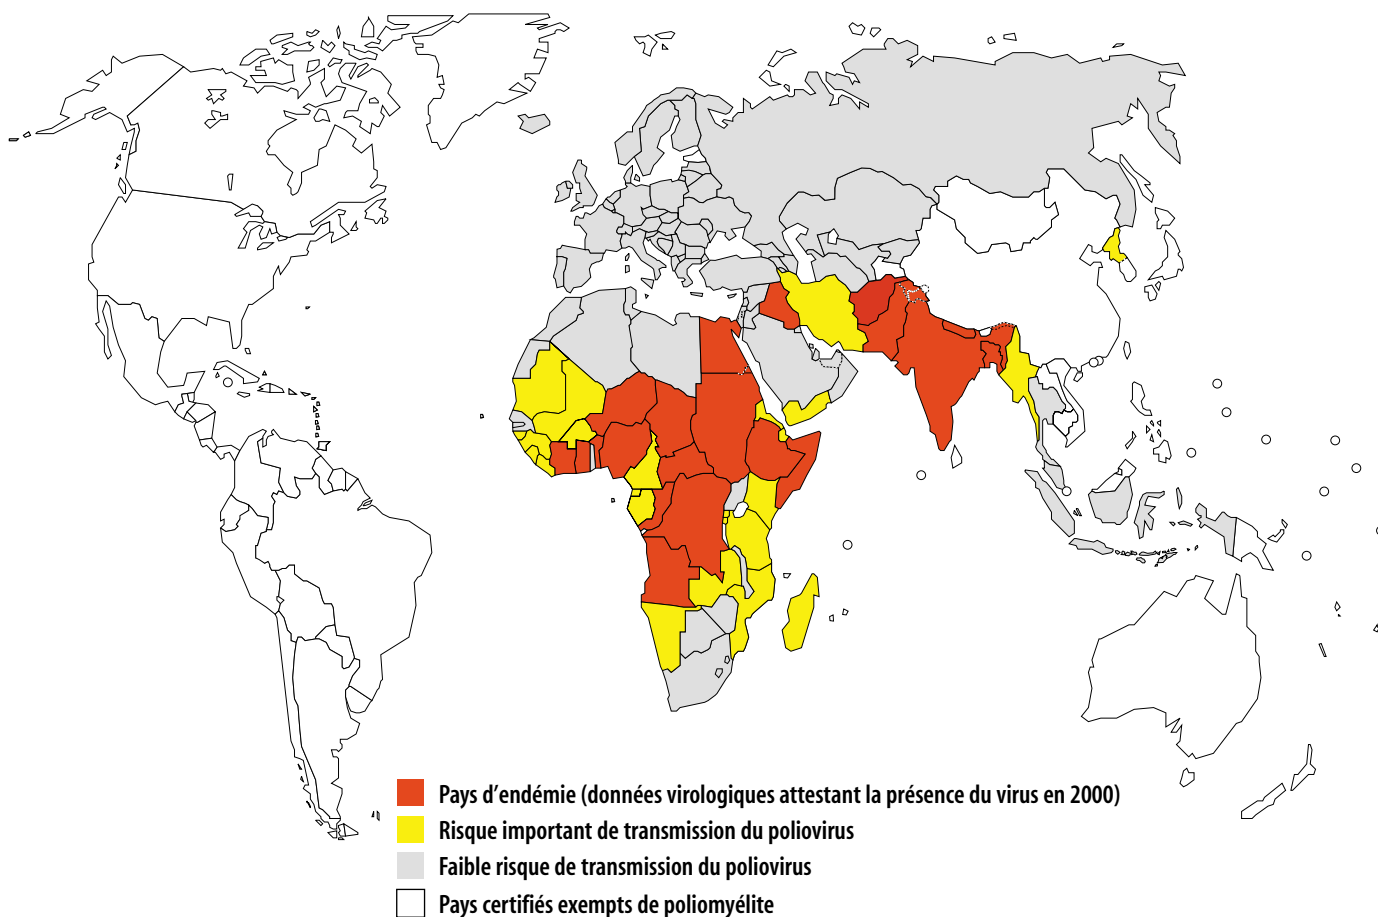 Pays d’endémie (données virologiques attestant la présence du virus en 2000)
Risque important de transmission du poliovirus
Faible risque de transmission du poliovirus
Pays certifiés exempts de poliomyélite